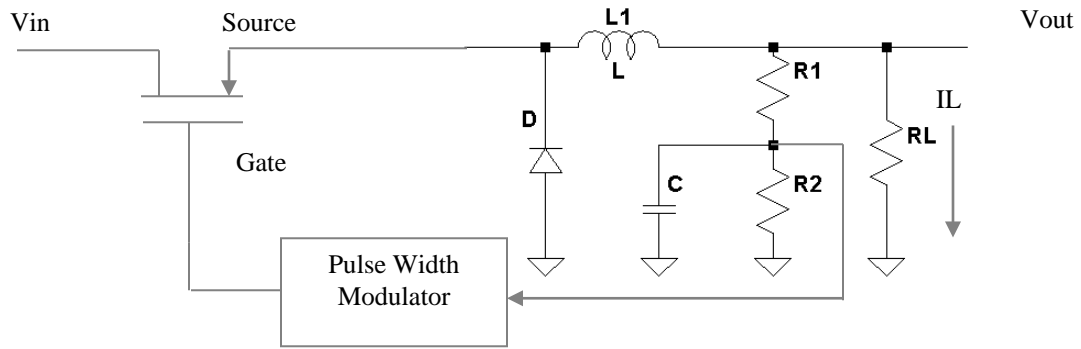 Vin
Source
L1
Vout
L
R1
IL
D
RL
Gate
C
R2
Pulse Width
Modulator